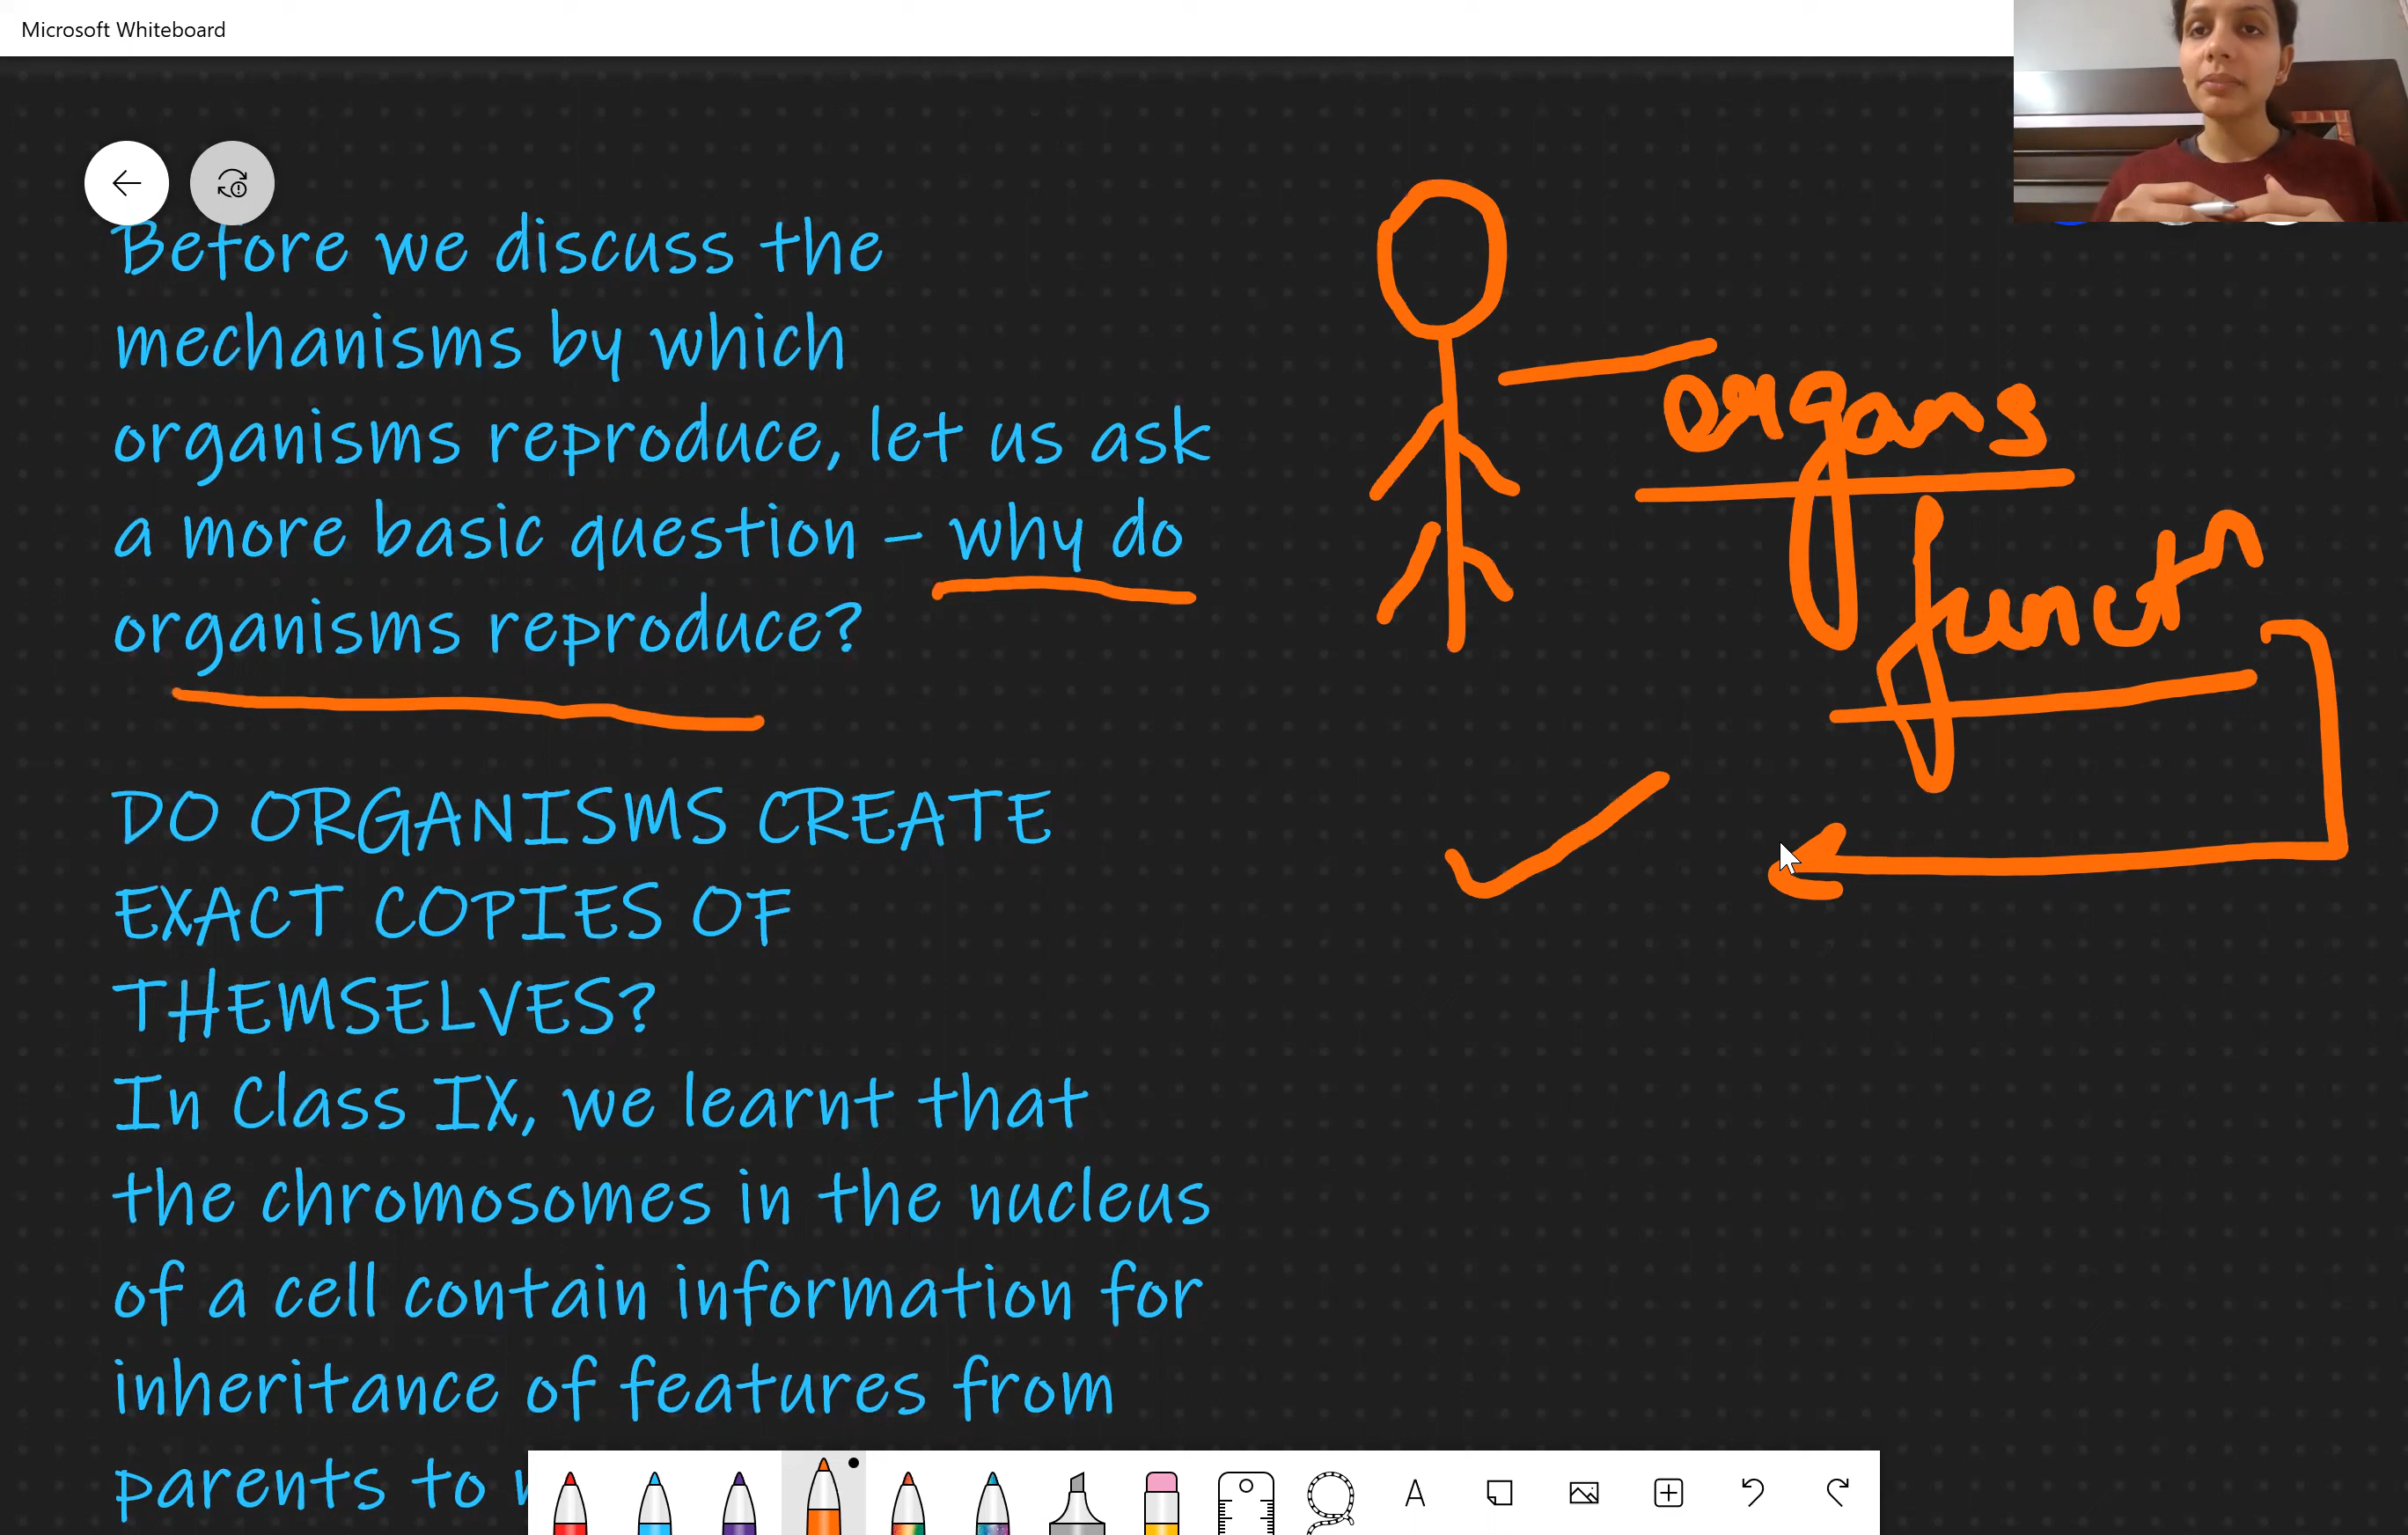 Microsoft Whiteboard
Before we discuss the
mechanisms by which
organisms reproduce, let us ask
a more basic question – why do
organisms reproduce?
DO ORGANISMS CREATE
EXACT COPIES OF
THEMSELVES?
In Class IX, we learnt that
the chromosomes in the nucleus
of a cell contain information for
inheritance of features from
parents to
organs
functn
A